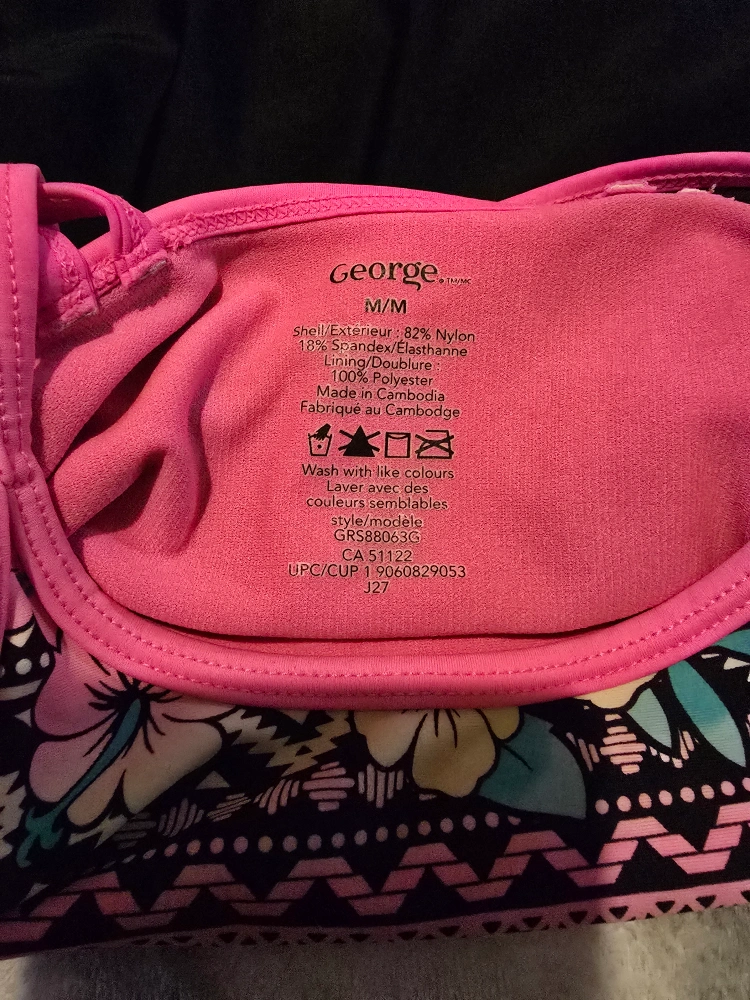 George ®TM/MC
M/M
Shell/Extérieur : 82% Nylon
18% Spandex/Élasthanne
Lining/Doublure :
100% Polyester
Made in Cambodia
Fabriqué au Cambodge
Wash with like colours
Laver avec des
couleurs semblables
style/modèle
GRS88063G
CA 51122
UPC/CUP 1 9060829053
J27